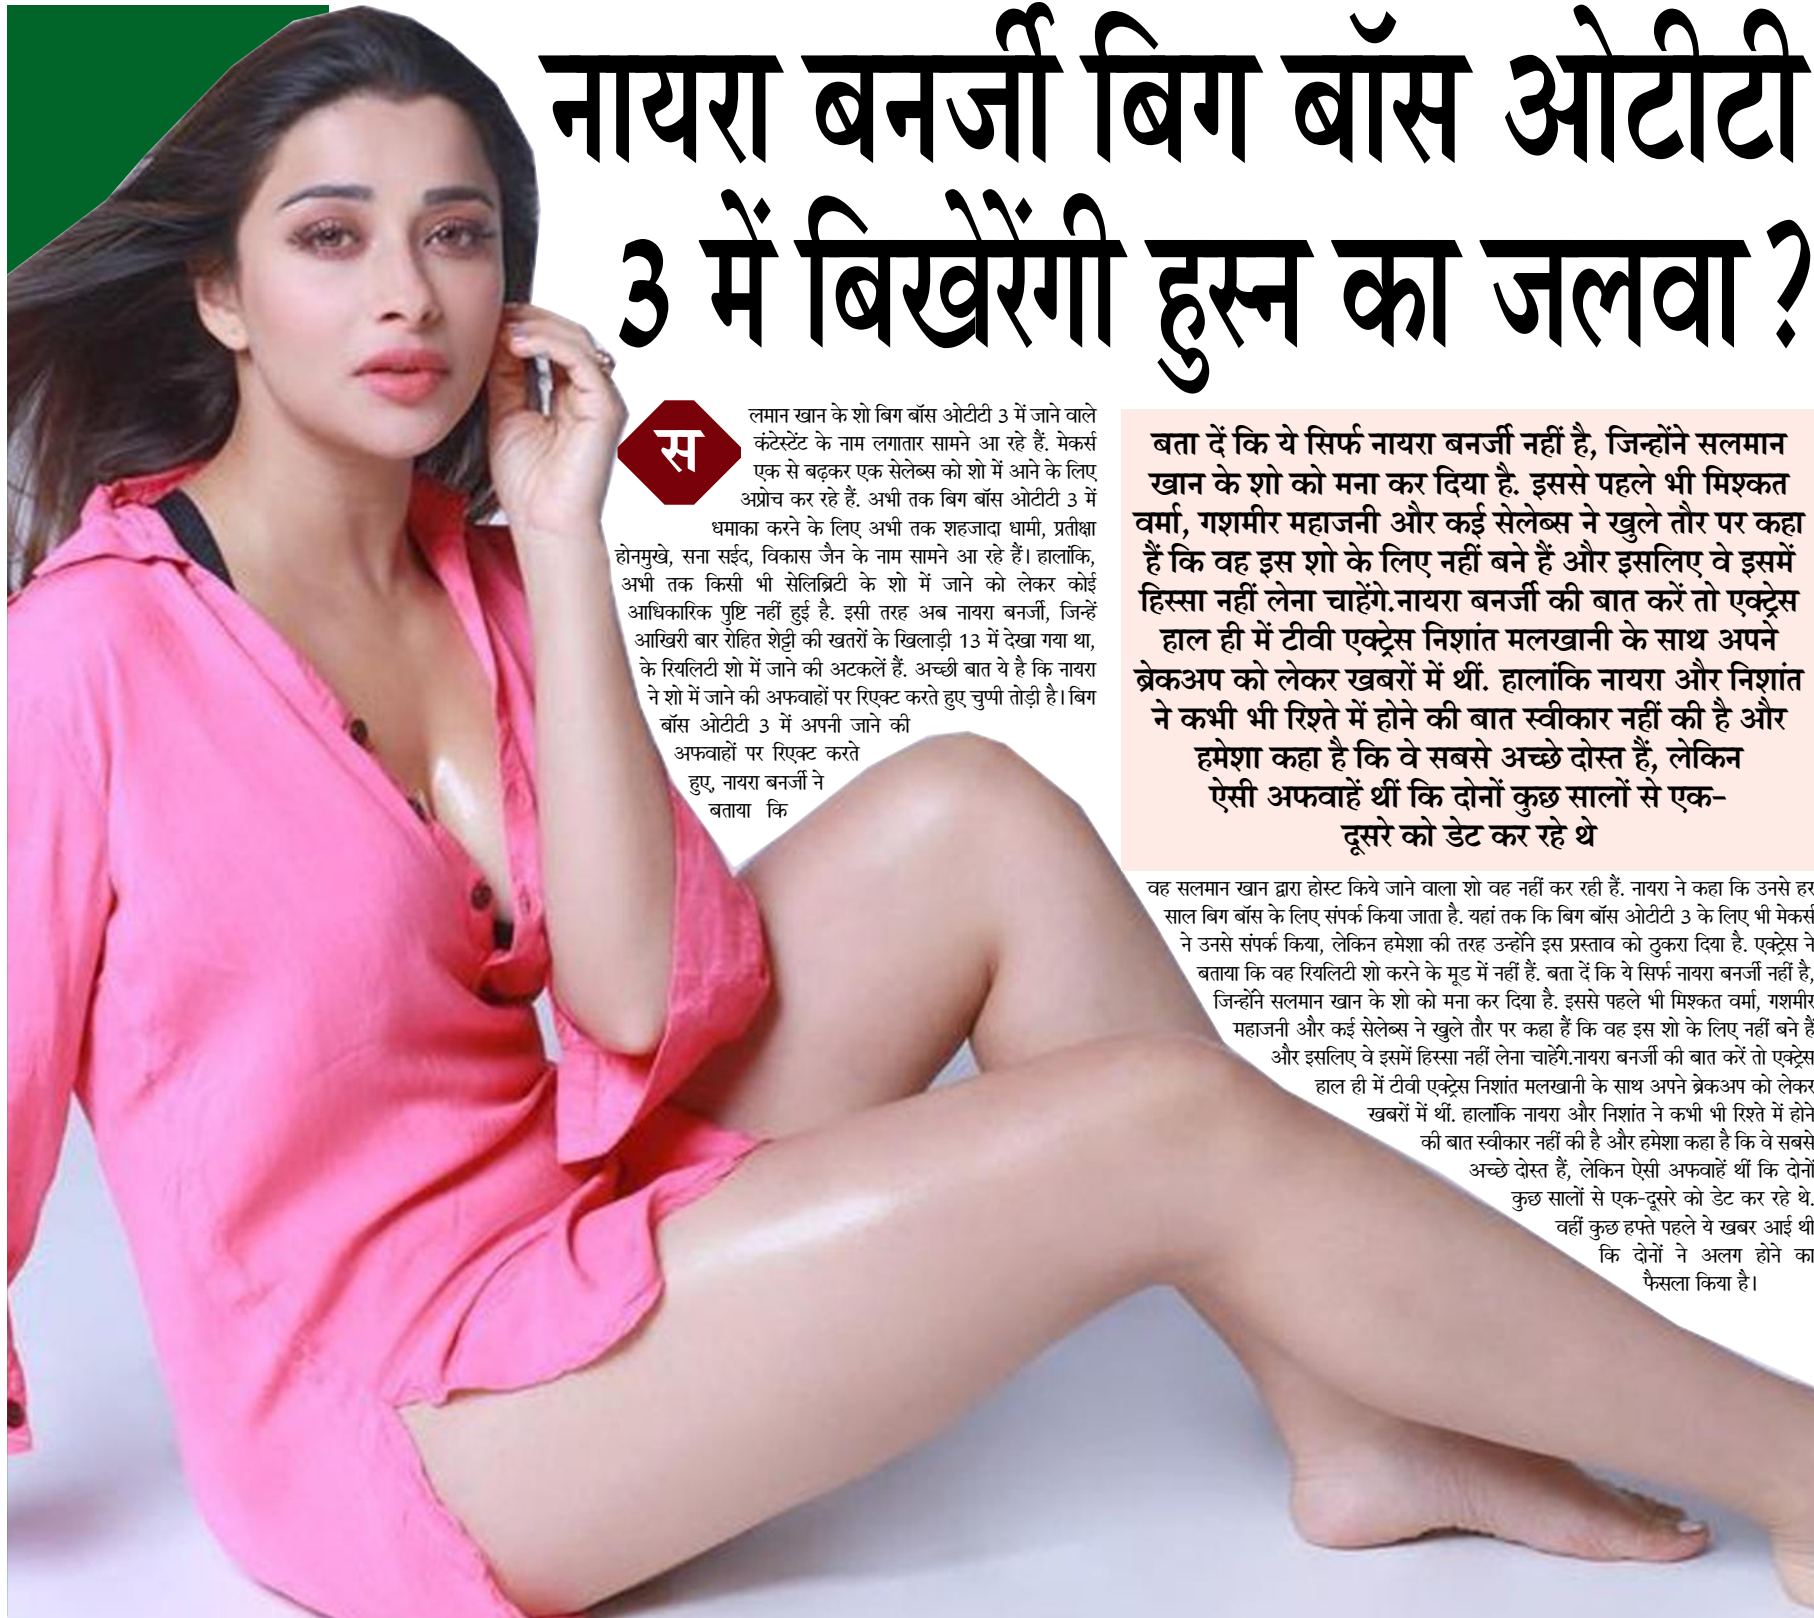 नायरा बनर्जी बिग बॉस ओटीटी
3 में बिखेरेंगी हुस्न का जलवा?
सलमान खान के शो बिग बॉस ओटीटी 3 में जाने वाले
कंटेस्टेंट के नाम लगातार सामने आ रहे हैं. मेकर्स
एक से बढ़कर एक सेलेब्स को शो में आने के लिए
अप्रोच कर रहे हैं. अभी तक बिग बॉस ओटीटी 3 में
धमाका करने के लिए अभी तक शहजादा धामी, प्रतीक्षा
होनमुखे, सना सईद, विकास जैन के नाम सामने आ रहे हैं। हालांकि,
अभी तक किसी भी सेलिब्रिटी के शो में जाने को लेकर कोई
आधिकारिक पुष्टि नहीं हुई है. इसी तरह अब नायरा बनर्जी, जिन्हें
आखिरी बार रोहित शेट्टी की खतरों के खिलाड़ी 13 में देखा गया था,
के रियलिटी शो में जाने की अटकलें हैं. अच्छी बात ये है कि नायरा
ने शो में जाने की अफवाहों पर रिएक्ट करते हुए चुप्पी तोड़ी है। बिग
बॉस ओटीटी 3 में अपनी जाने की
अफवाहों पर रिएक्ट करते
हुए, नायरा बनर्जी ने
बताया कि
बता दें कि ये सिर्फ नायरा बनर्जी नहीं है, जिन्होंने सलमान
खान के शो को मना कर दिया है. इससे पहले भी मिश्कत
वर्मा, गशमीर महाजनी और कई सेलेब्स ने खुले तौर पर कहा
हैं कि वह इस शो के लिए नहीं बने हैं और इसलिए वे इसमें
हिस्सा नहीं लेना चाहेंगे.नायरा बनर्जी की बात करें तो एक्ट्रेस
हाल ही में टीवी एक्ट्रेस निशांत मलखानी के साथ अपने
ब्रेकअप को लेकर खबरों में थीं. हालांकि नायरा और निशांत
ने कभी भी रिश्ते में होने की बात स्वीकार नहीं की है और
हमेशा कहा है कि वे सबसे अच्छे दोस्त हैं, लेकिन
ऐसी अफवाहें थीं कि दोनों कुछ सालों से एक-
दूसरे को डेट कर रहे थे
वह सलमान खान द्वारा होस्ट किये जाने वाला शो वह नहीं कर रही हैं. नायरा ने कहा कि उनसे हर
साल बिग बॉस के लिए संपर्क किया जाता है. यहां तक कि बिग बॉस ओटीटी 3 के लिए भी मेकर्स
ने उनसे संपर्क किया, लेकिन हमेशा की तरह उन्होंने इस प्रस्ताव को ठुकरा दिया है. एक्ट्रेस ने
बताया कि वह रियलिटी शो करने के मूड में नहीं हैं. बता दें कि ये सिर्फ नायरा बनर्जी नहीं है,
जिन्होंने सलमान खान के शो को मना कर दिया है. इससे पहले भी मिश्कत वर्मा, गशमीर
महाजनी और कई सेलेब्स ने खुले तौर पर कहा हैं कि वह इस शो के लिए नहीं बने हैं
और इसलिए वे इसमें हिस्सा नहीं लेना चाहेंगे.नायरा बनर्जी की बात करें तो एक्ट्रेस
हाल ही में टीवी एक्ट्रेस निशांत मलखानी के साथ अपने ब्रेकअप को लेकर
खबरों में थीं. हालांकि नायरा और निशांत ने कभी भी रिश्ते में होने
की बात स्वीकार नहीं की है और हमेशा कहा है कि वे सबसे
अच्छे दोस्त हैं, लेकिन ऐसी अफवाहें थीं कि दोनों
कुछ सालों से एक-दूसरे को डेट कर रहे थे.
वहीं कुछ हफ्ते पहले ये खबर आई थी
कि दोनों ने अलग होने का
फैसला किया है।